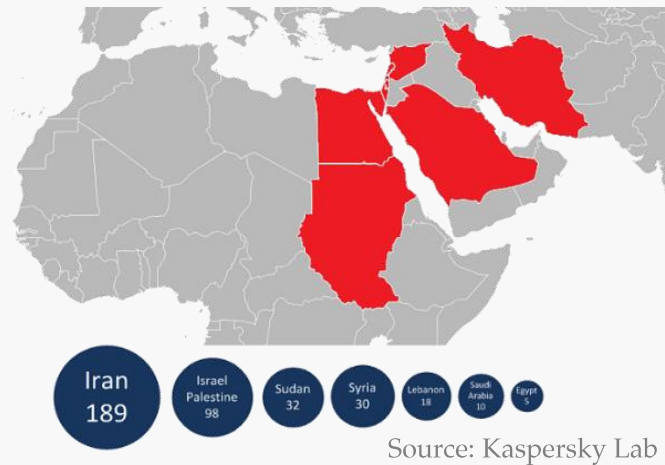 Iran
189
Israel
Palestine
98
Sudan
32
Syria
30
Lebanon
18
Saudi
Arabia
10
Egypt
5
Source: Kaspersky Lab